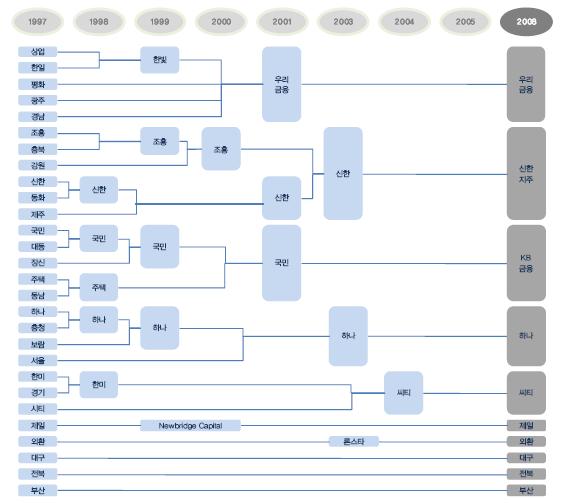 1997 1998 1999 2000 2001 2003 2004 2005 2008
상업
한일
한빛
평화
광주
경남
우리
금융
우리
금융
조흥
충북
조흥
강원
조흥
신한
동화
신한
제주
신한
신한
신한
지주
국민
대동
국민
장신
국민
주택
동남
주택
국민
KB
금융
하나
충청
하나
보람
하나
서울
하나
하나
한미
경기
한미
시티
씨티
씨티
제일 Newbridge Capital 제일
외환 론스타 외환
대구 대구
전북 전북
부산 부산